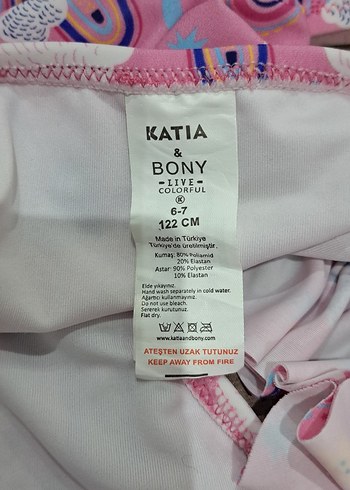 KATIA
&
BONY
-LIVE-
COLORFUL
®
6-7
122 CM
Made in Türkiye
Türkiye'de üretilmiştir.
Kumaş: 80% Poliamid
20% Elastan
Astar: 90% Polyester
10% Elastan
Elde yıkayınız.
Hand wash separately in cold water.
Ağartıcı kullanmayınız.
Do not use bleach.
Sererek kurutunuz.
Flat dry.
www.katiaandbony.com
ATEŞTEN UZAK TUTUNUZ
KEEP AWAY FROM FIRE